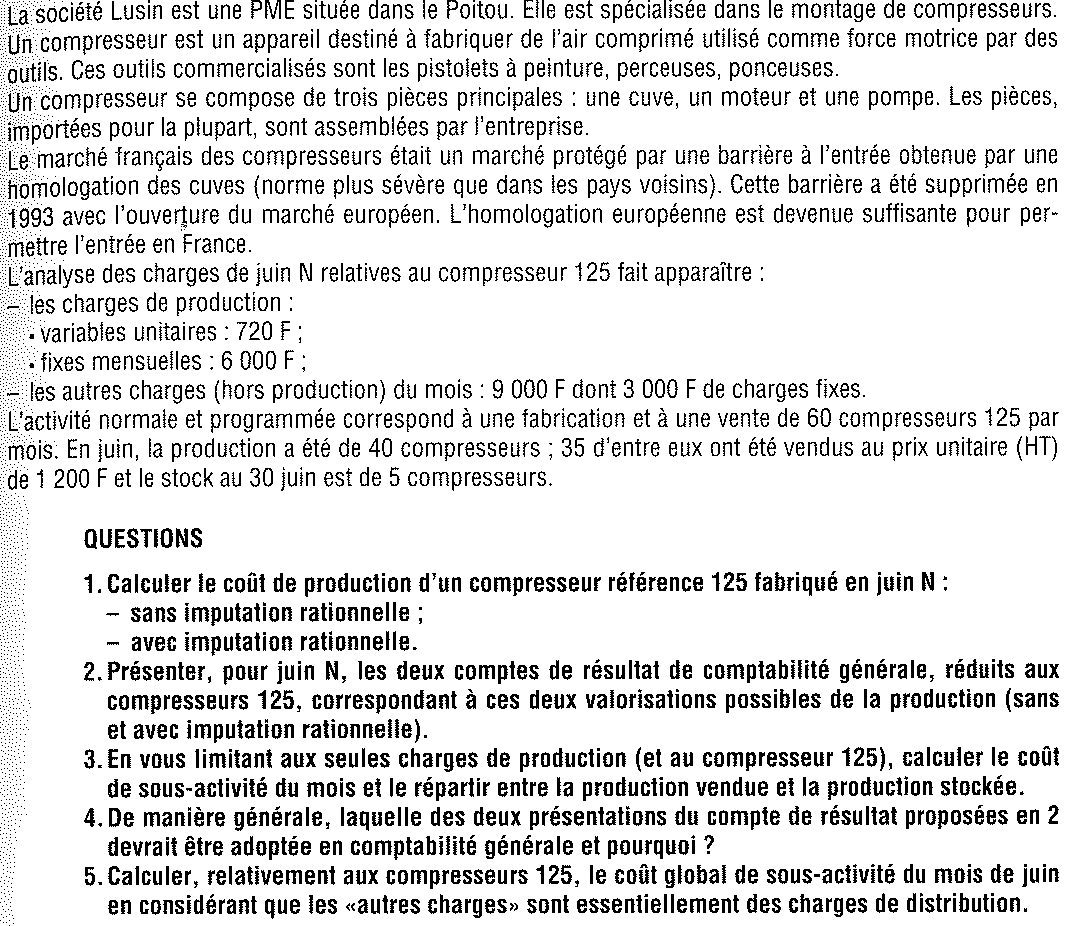 La société Lusin est une PME située dans le Poitou. Elle est spécialisée dans le montage de compresseurs.
Un compresseur est un appareil destiné à fabriquer de l'air comprimé utilisé comme force motrice par des
outils. Ces outils commercialisés sont les pistolets à peinture, perceuses, ponceuses.
Un compresseur se compose de trois pièces principales : une cuve, un moteur et une pompe. Les pièces,
importées pour la plupart, sont assemblées par l'entreprise.
Le marché français des compresseurs était un marché protégé par une barrière à l'entrée obtenue par une
homologation des cuves (norme plus sévère que dans les pays voisins). Cette barrière a été supprimée en
1993 avec l'ouverture du marché européen. L'homologation européenne est devenue suffisante pour per-
mettre l'entrée en France.
L'analyse des charges de juin N relatives au compresseur 125 fait apparaître :
– les charges de production :
• variables unitaires : 720 F ;
• fixes mensuelles : 6 000 F ;
– les autres charges (hors production) du mois : 9 000 F dont 3 000 F de charges fixes.
L'activité normale et programmée correspond à une fabrication et à une vente de 60 compresseurs 125 par
mois. En juin, la production a été de 40 compresseurs ; 35 d'entre eux ont été vendus au prix unitaire (HT)
de 1 200 F et le stock au 30 juin est de 5 compresseurs.
QUESTIONS
1. Calculer le coût de production d'un compresseur référence 125 fabriqué en juin N :
– sans imputation rationnelle ;
– avec imputation rationnelle.
2. Présenter, pour juin N, les deux comptes de résultat de comptabilité générale, réduits aux
compresseurs 125, correspondant à ces deux valorisations possibles de la production (sans
et avec imputation rationnelle).
3. En vous limitant aux seules charges de production (et au compresseur 125), calculer le coût
de sous-activité du mois et le répartir entre la production vendue et la production stockée.
4. De manière générale, laquelle des deux présentations du compte de résultat proposées en 2
devrait être adoptée en comptabilité générale et pourquoi ?
5. Calculer, relativement aux compresseurs 125, le coût global de sous-activité du mois de juin
en considérant que les «autres charges» sont essentiellement des charges de distribution.